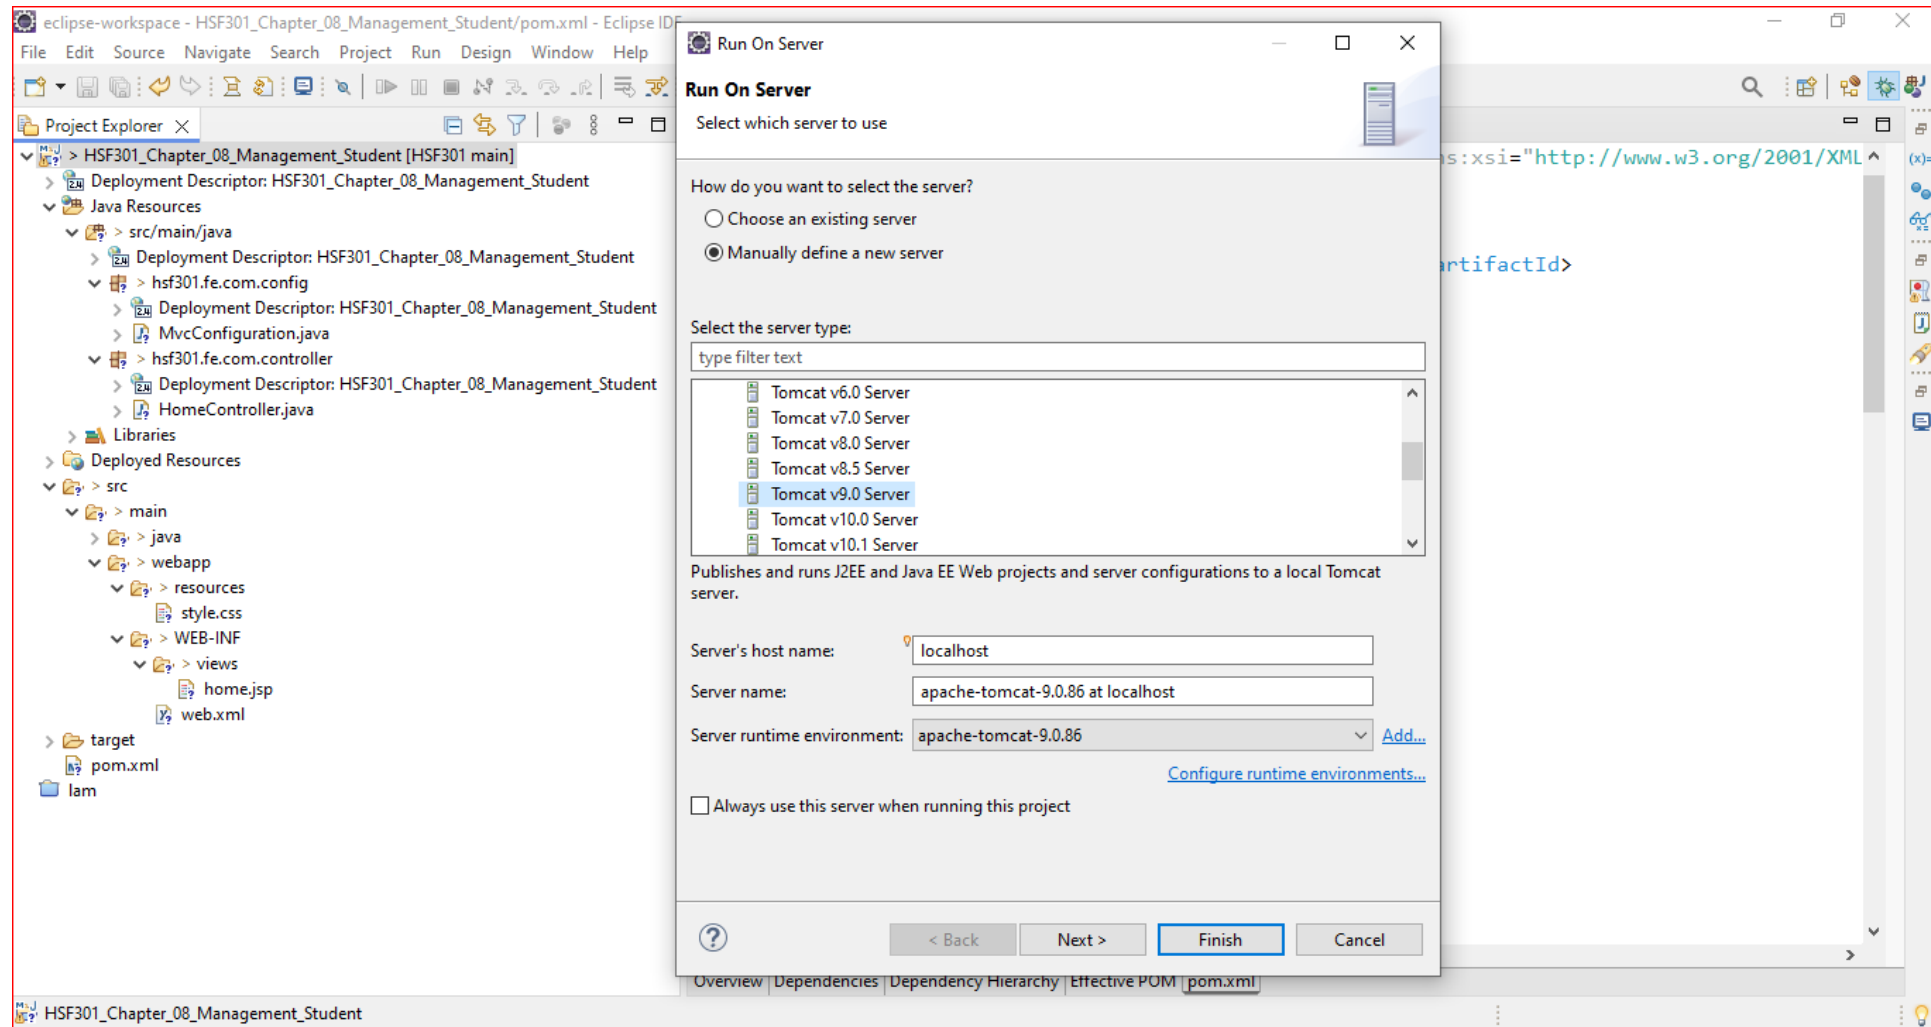 eclipse-workspace - HSF301_Chapter_08_Management_Student/pom.xml - Eclipse IDE
File Edit Source Navigate Search Project Run Design Window Help
Project Explorer
> HSF301_Chapter_08_Management_Student [HSF301 main]
Deployment Descriptor: HSF301_Chapter_08_Management_Student
Java Resources
> src/main/java
Deployment Descriptor: HSF301_Chapter_08_Management_Student
> hsf301.fe.com.config
Deployment Descriptor: HSF301_Chapter_08_Management_Student
MvcConfiguration.java
> hsf301.fe.com.controller
Deployment Descriptor: HSF301_Chapter_08_Management_Student
HomeController.java
Libraries
Deployed Resources
> src
> main
> java
> webapp
> resources
style.css
> WEB-INF
> views
home.jsp
web.xml
target
pom.xml
lam
Run On Server
Run On Server
Select which server to use
How do you want to select the server?
Choose an existing server
Manually define a new server
Select the server type:
type filter text
Tomcat v6.0 Server
Tomcat v7.0 Server
Tomcat v8.0 Server
Tomcat v8.5 Server
Tomcat v9.0 Server
Tomcat v10.0 Server
Tomcat v10.1 Server
Publishes and runs J2EE and Java EE Web projects and server configurations to a local Tomcat
server.
Server's host name: localhost
Server name: apache-tomcat-9.0.86 at localhost
Server runtime environment: apache-tomcat-9.0.86 Add...
Configure runtime environments...
Always use this server when running this project
< Back Next > Finish Cancel
s:xsi="http://www.w3.org/2001/XML
artifactId>
Overview Dependencies Dependency Hierarchy Effective POM pom.xml
HSF301_Chapter_08_Management_Student